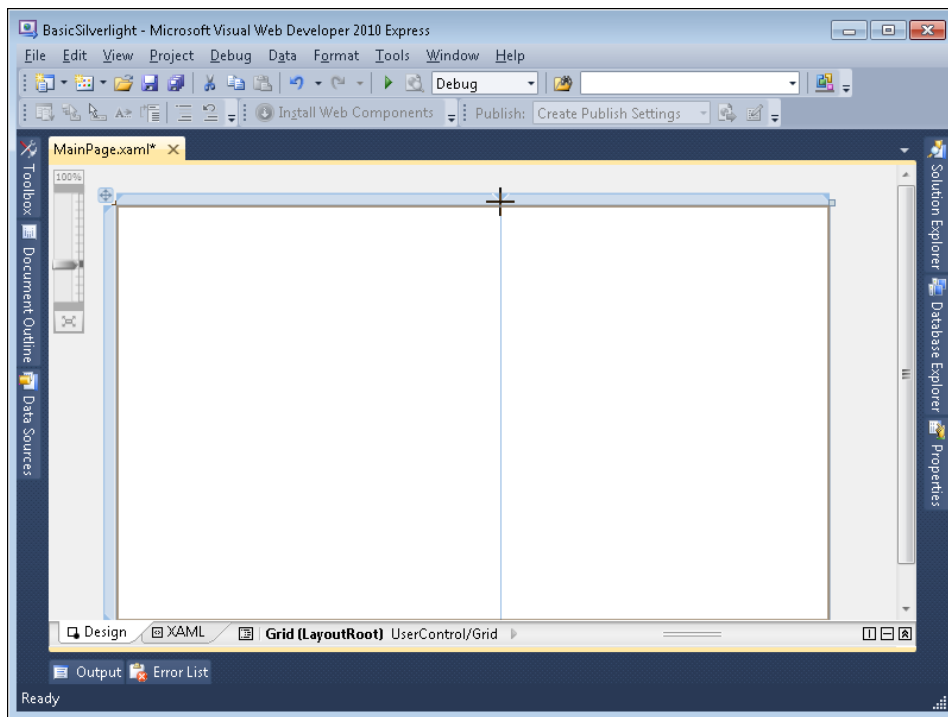 BasicSilverlight - Microsoft Visual Web Developer 2010 Express
File Edit View Project Debug Data Format Tools Window Help
Debug
Install Web Components Publish: Create Publish Settings
MainPage.xaml*
100%
Toolbox
Document Outline
Data Sources
Solution Explorer
Database Explorer
Properties
Design XAML Grid (LayoutRoot) UserControl/Grid
Output Error List
Ready